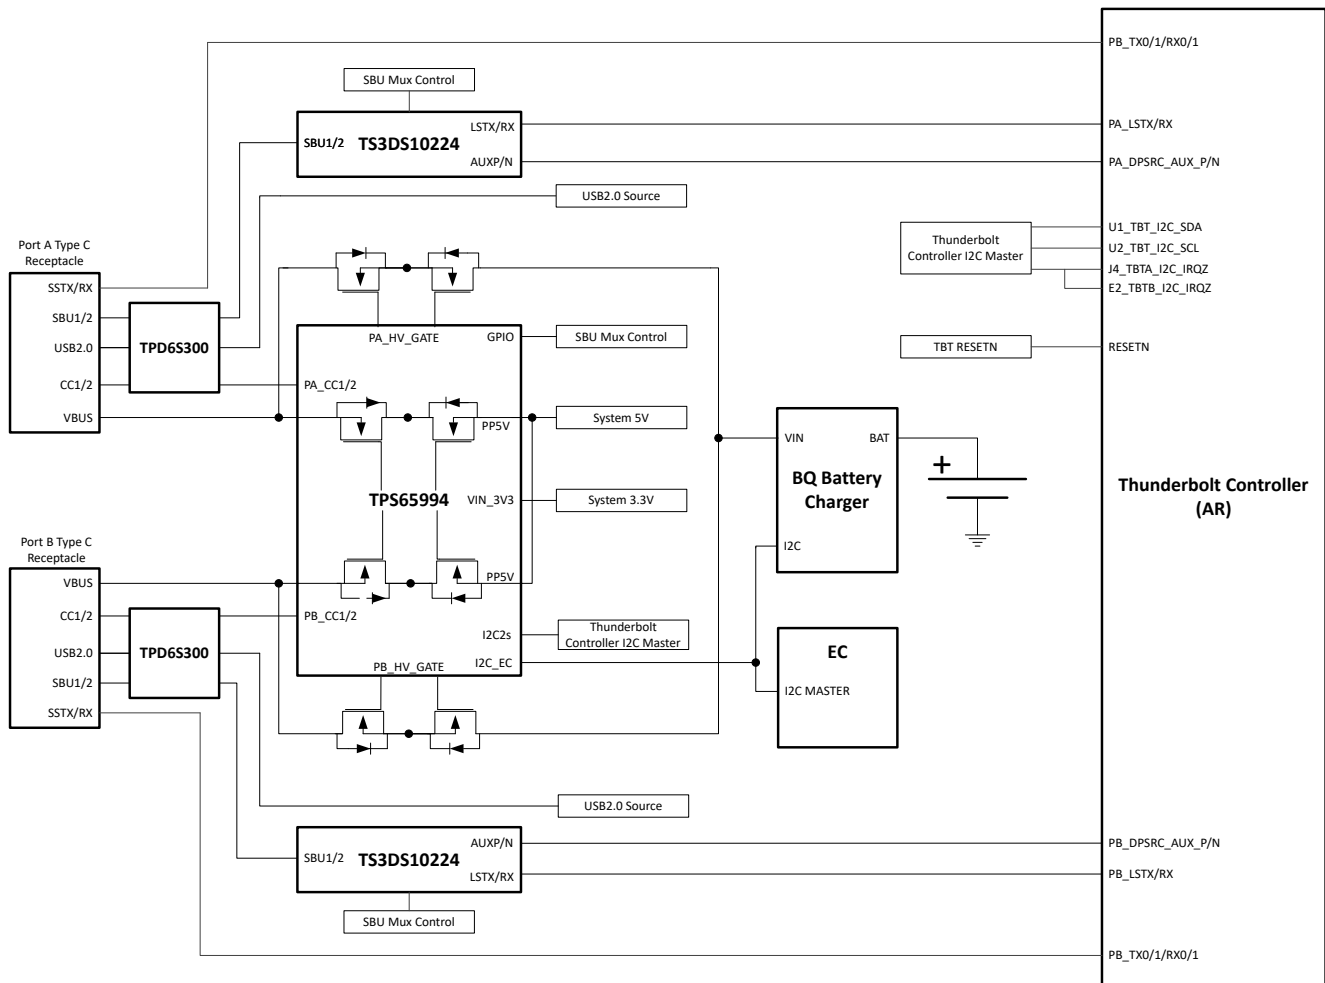 PB_TX0/1/RX0/1
SBU Mux Control
SBU1/2
TS3DS10224
LSTX/RX
AUXP/N
PA_LSTX/RX
PA_DPSRC_AUX_P/N
USB2.0 Source
Thunderbolt
Controller I2C Master
U1_TBT_I2C_SDA
U2_TBT_I2C_SCL
J4_TBTA_I2C_IRQZ
E2_TBTB_I2C_IRQZ
TBT RESETN
RESETN
Port A Type C
Receptacle
SSTX/RX
SBU1/2
USB2.0
CC1/2
VBUS
TPD6S300
PA_HV_GATE
GPIO
SBU Mux Control
PA_CC1/2
PP5V
System 5V
TPS65994
VIN_3V3
System 3.3V
PP5V
PB_CC1/2
I2C2s
Thunderbolt
Controller I2C Master
I2C_EC
PB_HV_GATE
VIN
BAT
BQ Battery
Charger
I2C
+
EC
I2C MASTER
Thunderbolt Controller
(AR)
Port B Type C
Receptacle
VBUS
CC1/2
USB2.0
SBU1/2
SSTX/RX
TPD6S300
USB2.0 Source
SBU1/2
TS3DS10224
AUXP/N
LSTX/RX
SBU Mux Control
PB_DPSRC_AUX_P/N
PB_LSTX/RX
PB_TX0/1/RX0/1